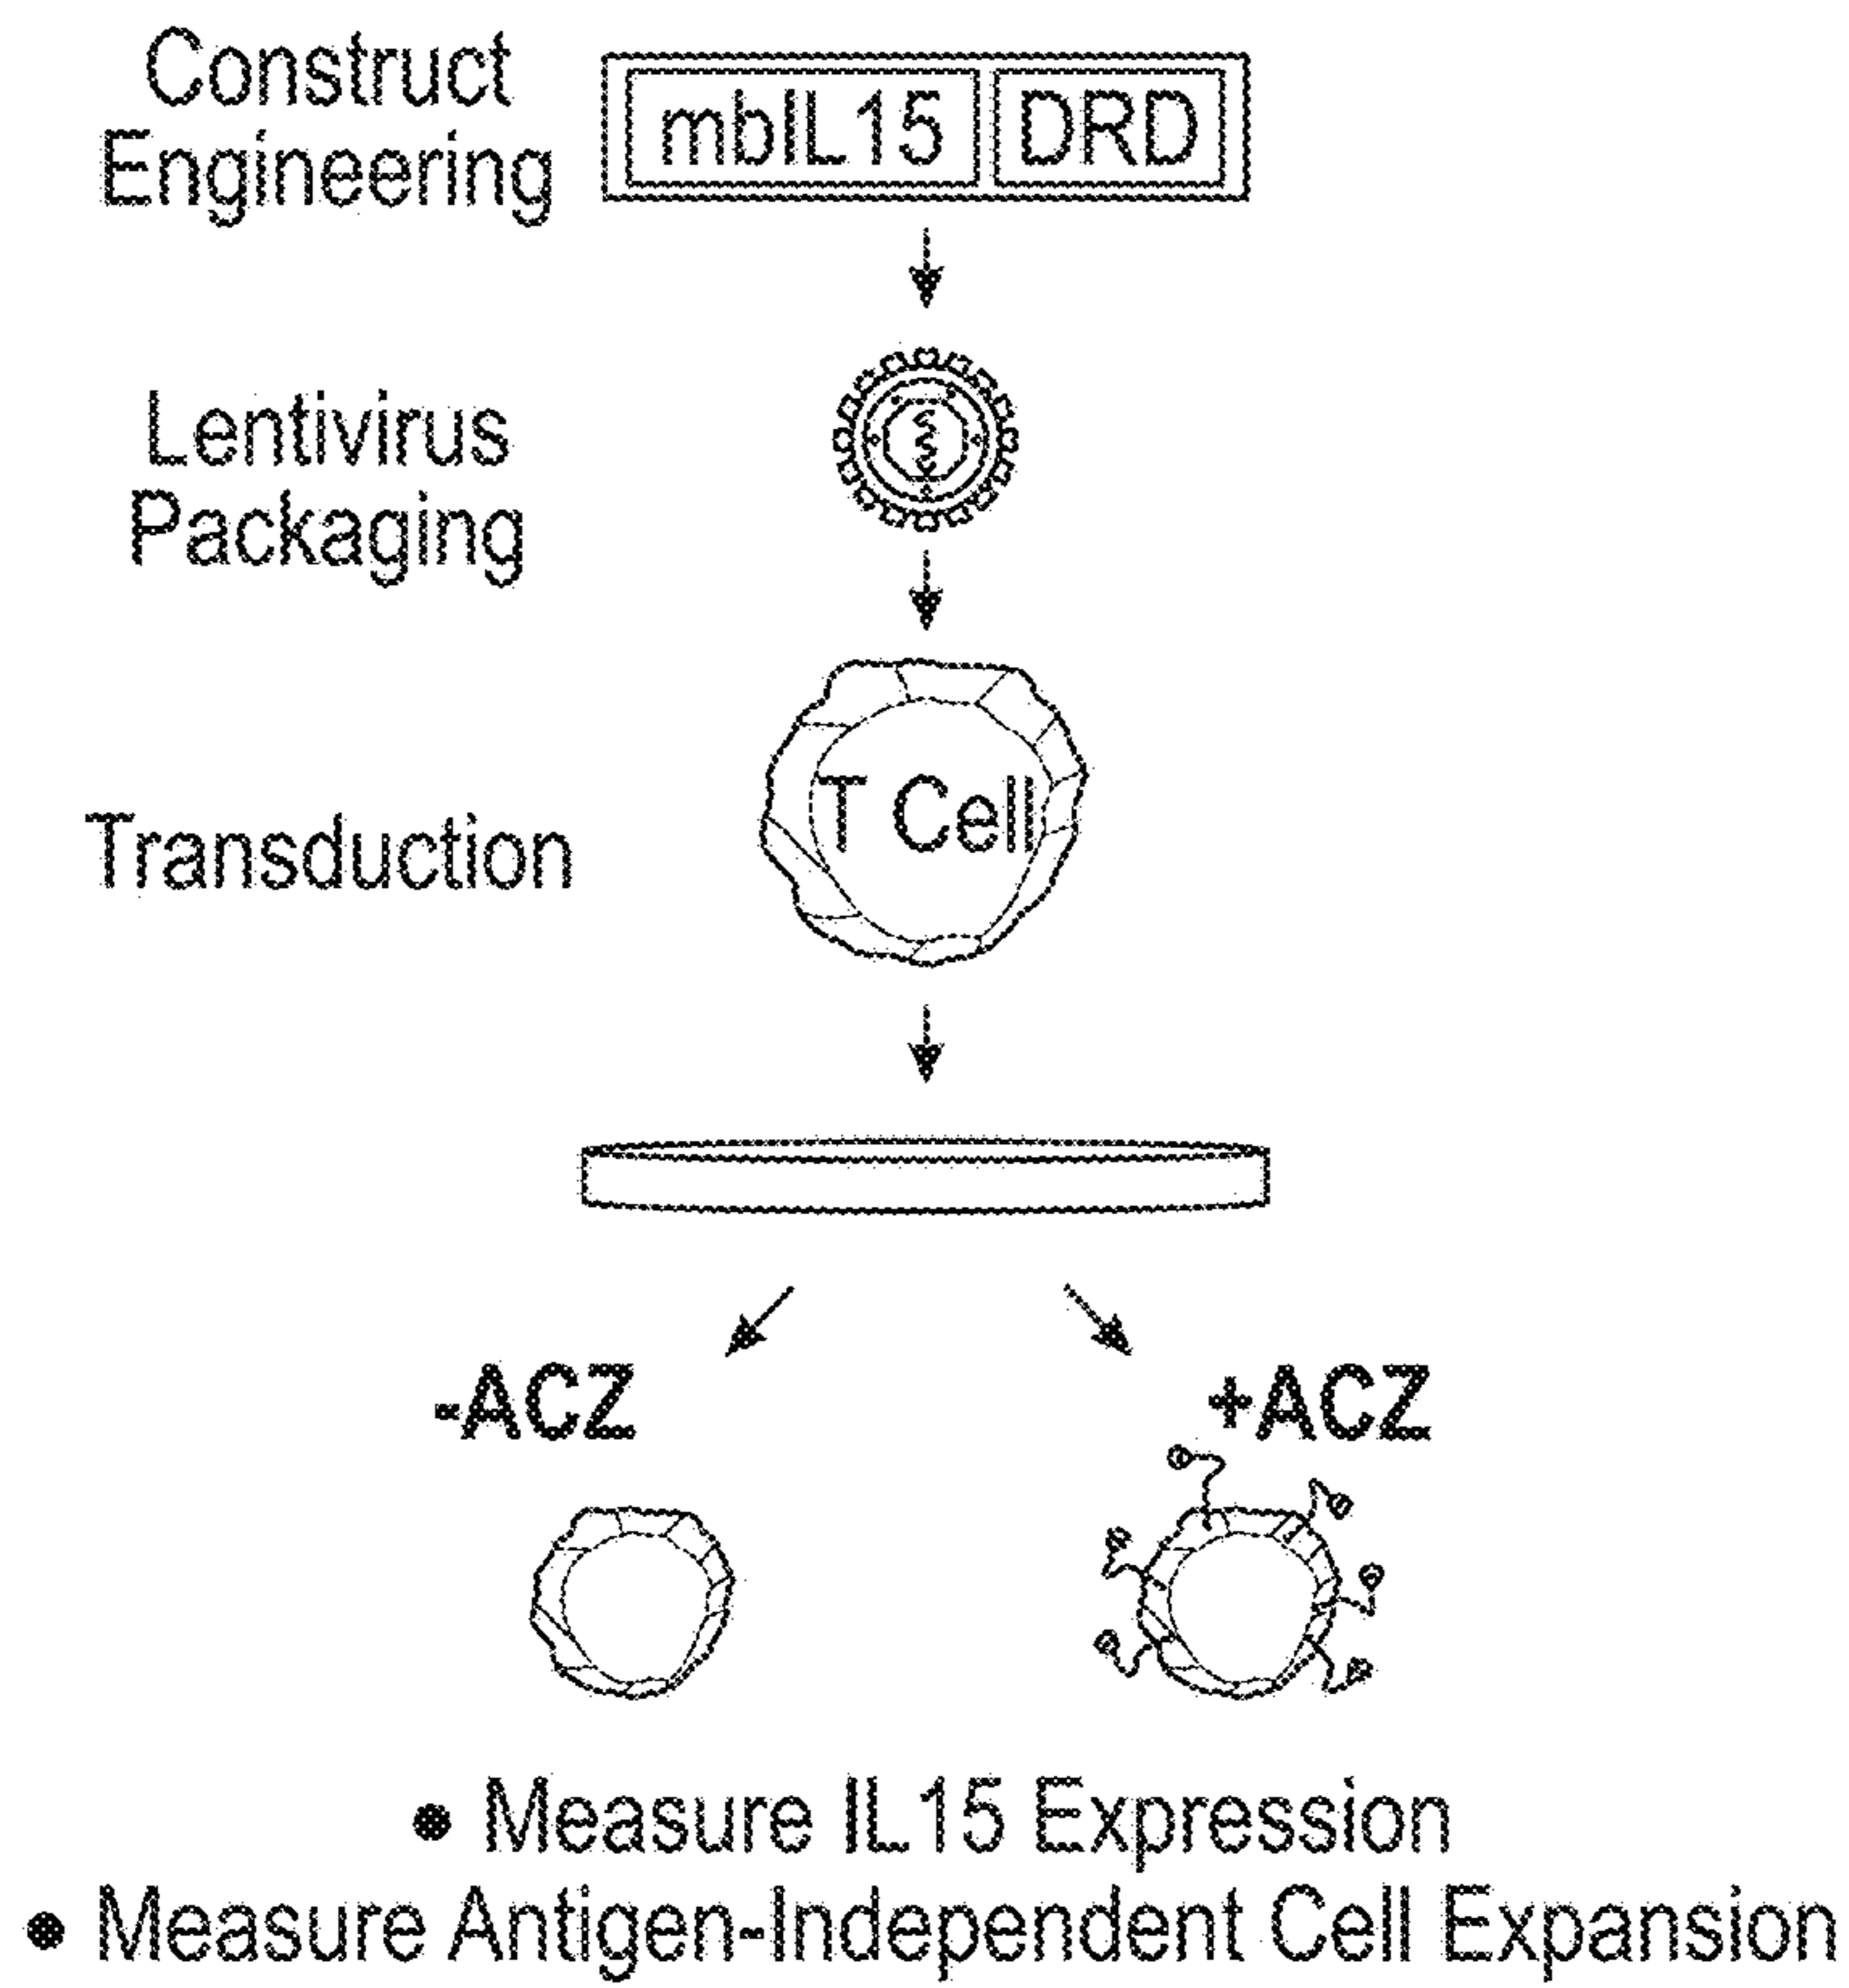 Construct
Engineering
mbIL15 DRD
Lentivirus
Packaging
T Cell
Transduction
-ACZ +ACZ
• Measure IL15 Expression
• Measure Antigen-Independent Cell Expansion